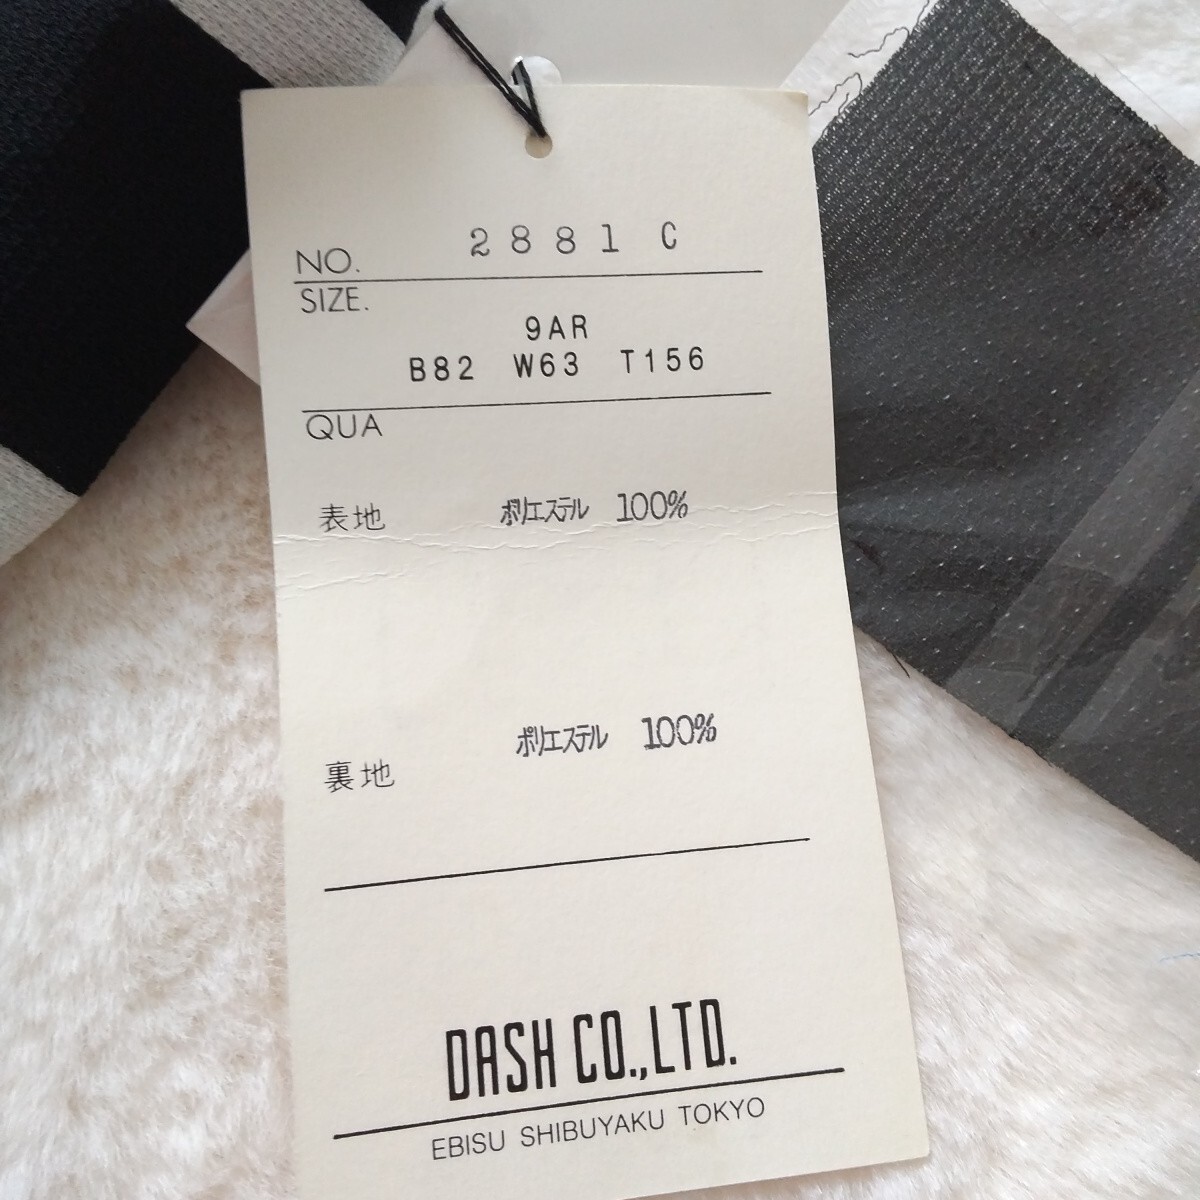 NO. 2881 C
SIZE.
9AR
B82 W63 T156
QUA
表地 ポリエステル 100%
裏地 ポリエステル 100%
DASH CO.,LTD.
EBISU SHIBUYAKU TOKYO